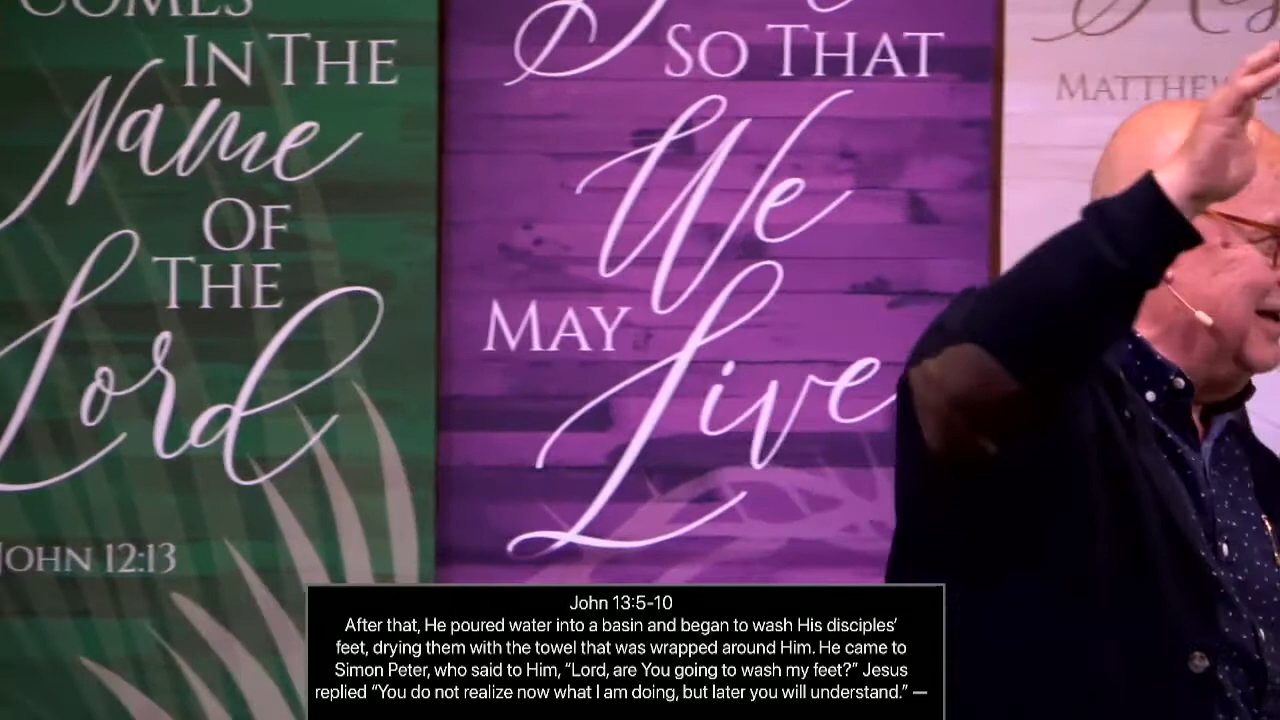 COMES
IN THE
Name
OF
THE
Lord
JOHN 12:13
SO THAT
We
MAY
Live
MATTHEW
John 13:5-10
After that, He poured water into a basin and began to wash His disciples’
feet, drying them with the towel that was wrapped around Him. He came to
Simon Peter, who said to Him, “Lord, are You going to wash my feet?” Jesus
replied “You do not realize now what I am doing, but later you will understand.” —